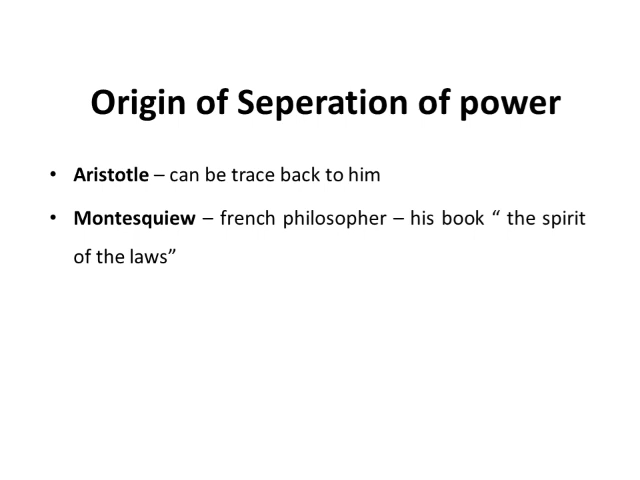 Origin of Seperation of power
• Aristotle – can be trace back to him
• Montesquiew – french philosopher – his book “ the spirit
of the laws”